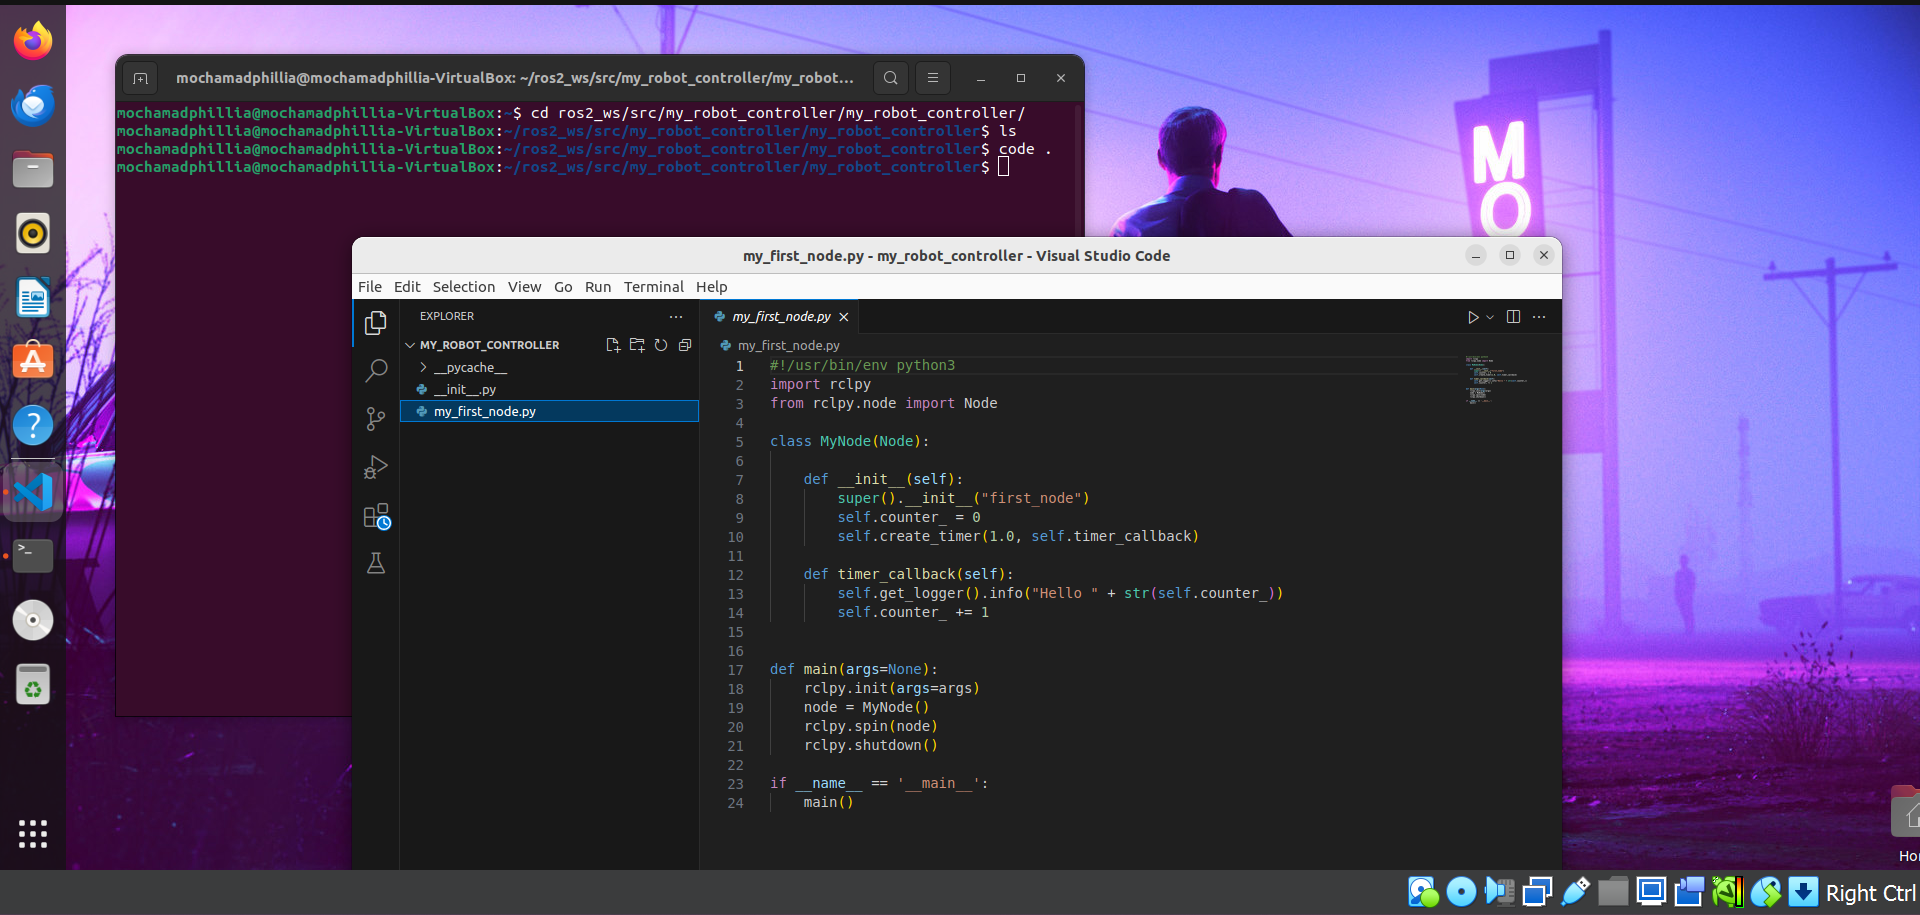 mochamadphillia@mochamadphillia-VirtualBox: ~/ros2_ws/src/my_robot_controller/my_robot...
mochamadphillia@mochamadphillia-VirtualBox:~$ cd ros2_ws/src/my_robot_controller/my_robot_controller/
mochamadphillia@mochamadphillia-VirtualBox:~/ros2_ws/src/my_robot_controller/my_robot_controller$ ls
mochamadphillia@mochamadphillia-VirtualBox:~/ros2_ws/src/my_robot_controller/my_robot_controller$ code .
mochamadphillia@mochamadphillia-VirtualBox:~/ros2_ws/src/my_robot_controller/my_robot_controller$
MO
my_first_node.py - my_robot_controller - Visual Studio Code
File Edit Selection View Go Run Terminal Help
EXPLORER
MY_ROBOT_CONTROLLER
__pycache__
__init__.py
my_first_node.py
my_first_node.py
my_first_node.py
1 #!/usr/bin/env python3
2 import rclpy
3 from rclpy.node import Node
4
5 class MyNode(Node):
6
7 def __init__(self):
8 super().__init__("first_node")
9 self.counter_ = 0
10 self.create_timer(1.0, self.timer_callback)
11
12 def timer_callback(self):
13 self.get_logger().info("Hello " + str(self.counter_))
14 self.counter_ += 1
15
16
17 def main(args=None):
18 rclpy.init(args=args)
19 node = MyNode()
20 rclpy.spin(node)
21 rclpy.shutdown()
22
23 if __name__ == '__main__':
24 main()
Right Ctrl